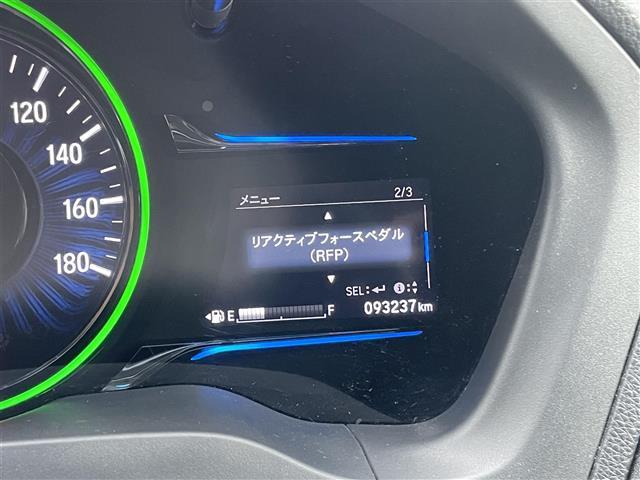 120
140
160
180
メニュー 2/3
リアクティブフォースペダル
(RFP)
SEL:↵ i:
E F 093237km